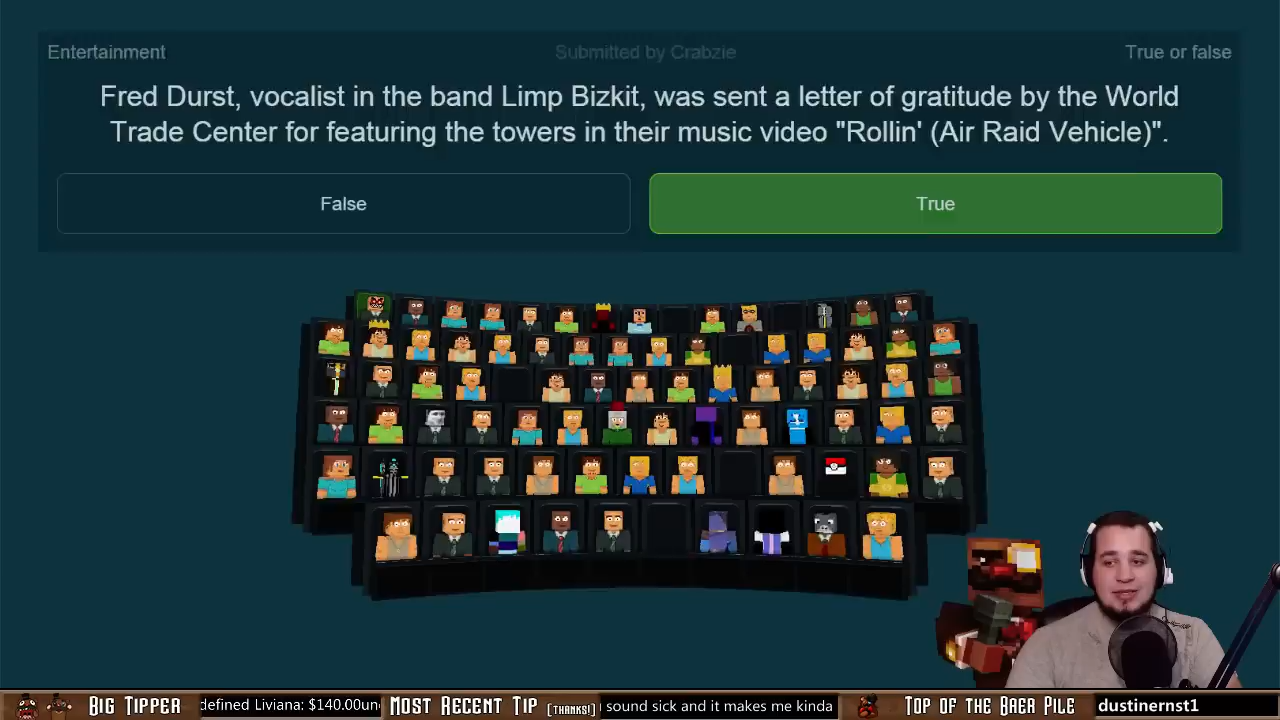 Entertainment
Submitted by Crabzie
True or false
Fred Durst, vocalist in the band Limp Bizkit, was sent a letter of gratitude by the World
Trade Center for featuring the towers in their music video "Rollin' (Air Raid Vehicle)".
False
True
BIG TIPPER
defined Liviana: $140.00un
MOST RECENT TIP [THANKS!]
sound sick and it makes me kinda
TOP OF THE BAER PILE
dustinernst1